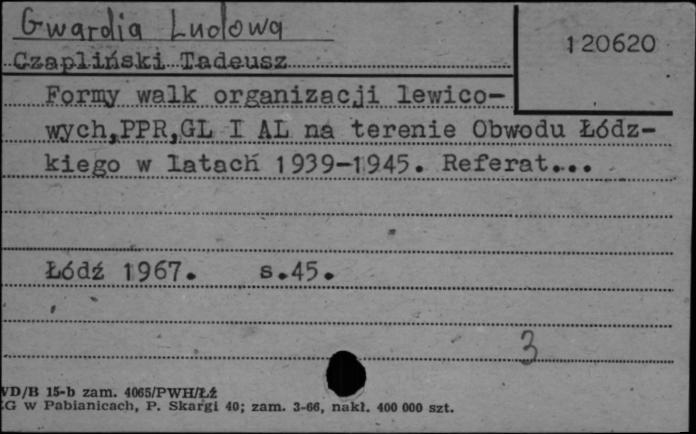 Gwardia Ludowa
120620
Czapliński Tadeusz
Formy walk organizacji lewico-
wych,PPR,GL I AL na terenie Obwodu Łódz-
kiego w latach 1939-1945. Referat...
Łódź 1967. s.45.
3
WD/B 15-b zam. 4065/PWH/Łź
ZG w Pabianicach, P. Skargi 40; zam. 3-66, nakł. 400 000 szt.